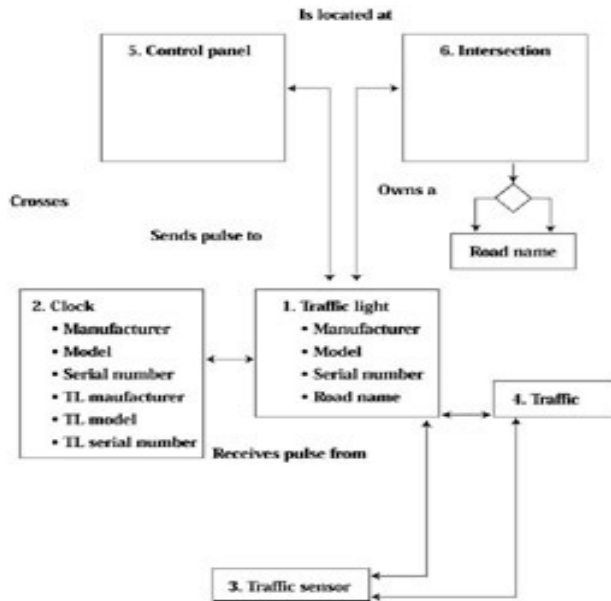 Is located at
5. Control panel
6. Intersection
Owns a
Crosses
Sends pulse to
Road name
2. Clock
• Manufacturer
• Model
• Serial number
• TL maufacturer
• TL model
• TL serial number
1. Traffic light
• Manufacturer
• Model
• Serial number
• Road name
4. Traffic
Receives pulse from
3. Traffic sensor